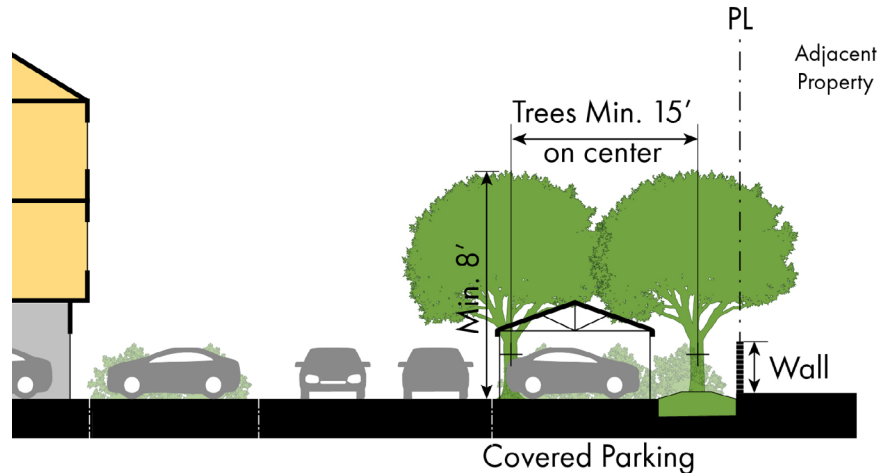 PL
Adjacent
Property
Trees Min. 15′
on center
Min. 8′
Wall
Covered Parking